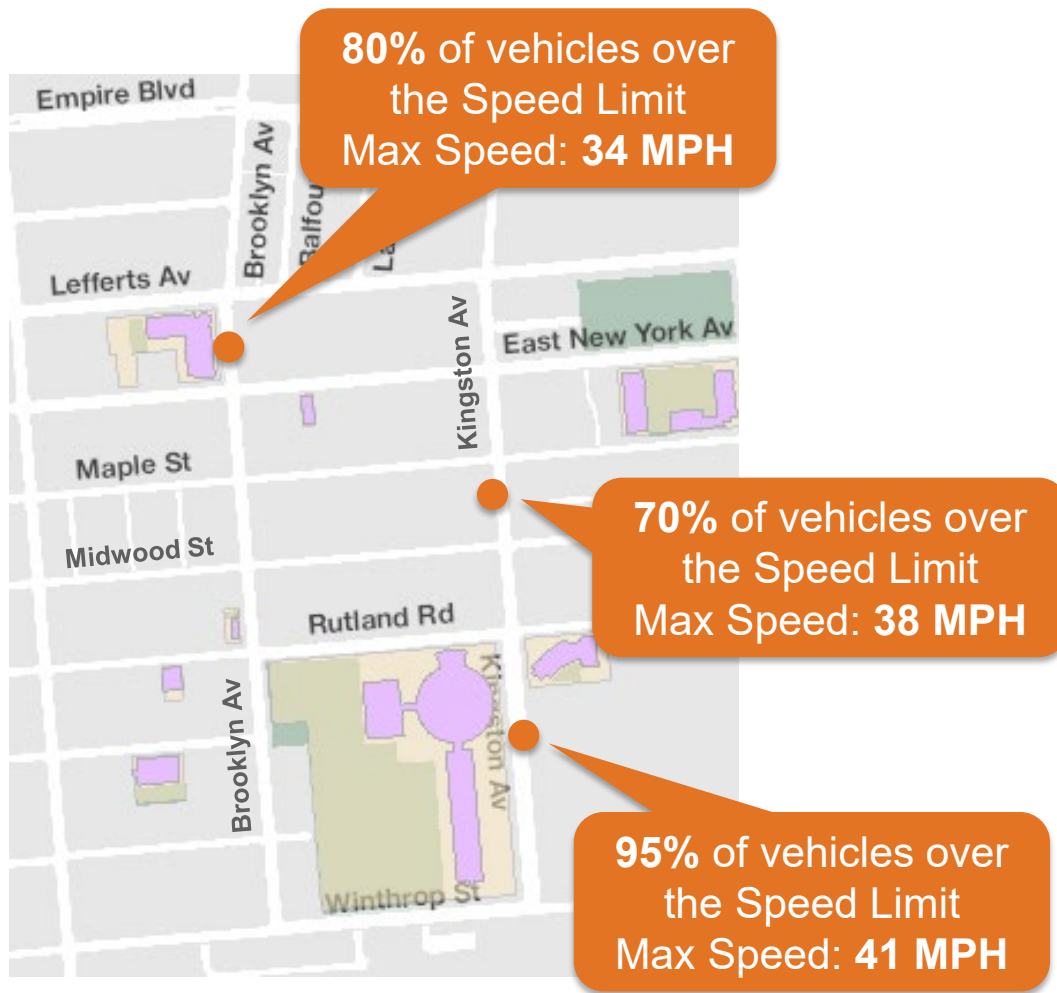 80% of vehicles over
the Speed Limit
Max Speed: 34 MPH
Empire Blvd
Brooklyn Av
Lefferts Av
Kingston Av
East New York Av
Maple St
Midwood St
70% of vehicles over
the Speed Limit
Max Speed: 38 MPH
Rutland Rd
Kingston Av
Brooklyn Av
95% of vehicles over
the Speed Limit
Max Speed: 41 MPH
Winthrop St